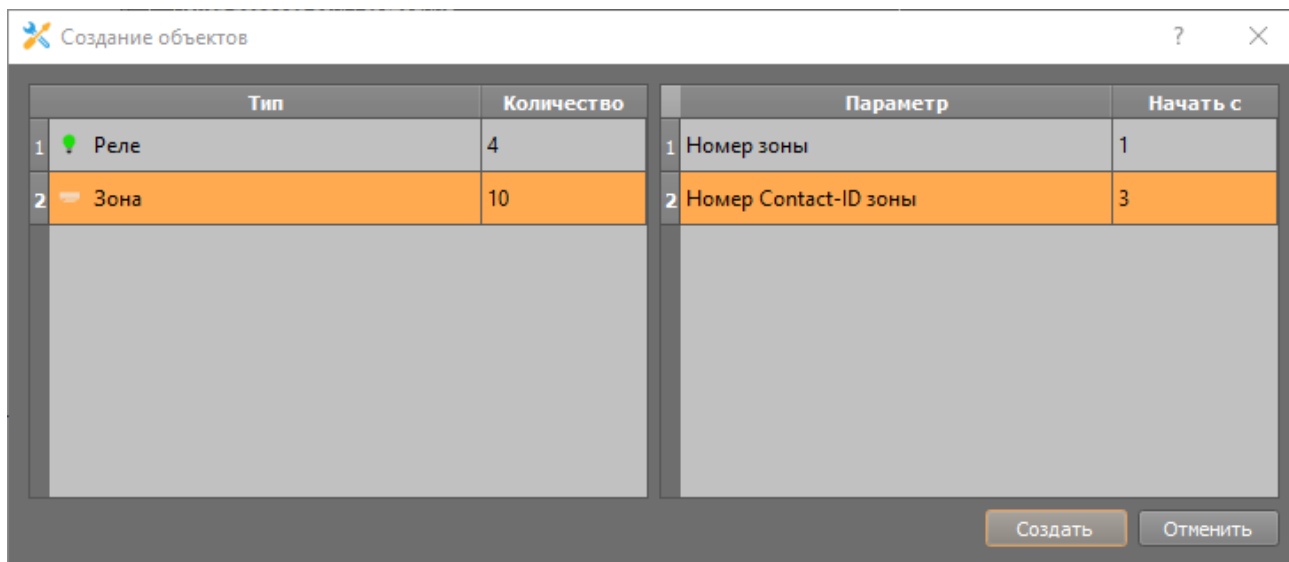 Создание объектов ?
Тип Количество Параметр Начать с
1 Реле 4 1 Номер зоны 1
2 Зона 10 2 Номер Contact-ID зоны 3
Создать Отменить